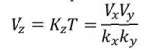 V_z = K_z T = \frac{V_x V_y}{k_x k_y}